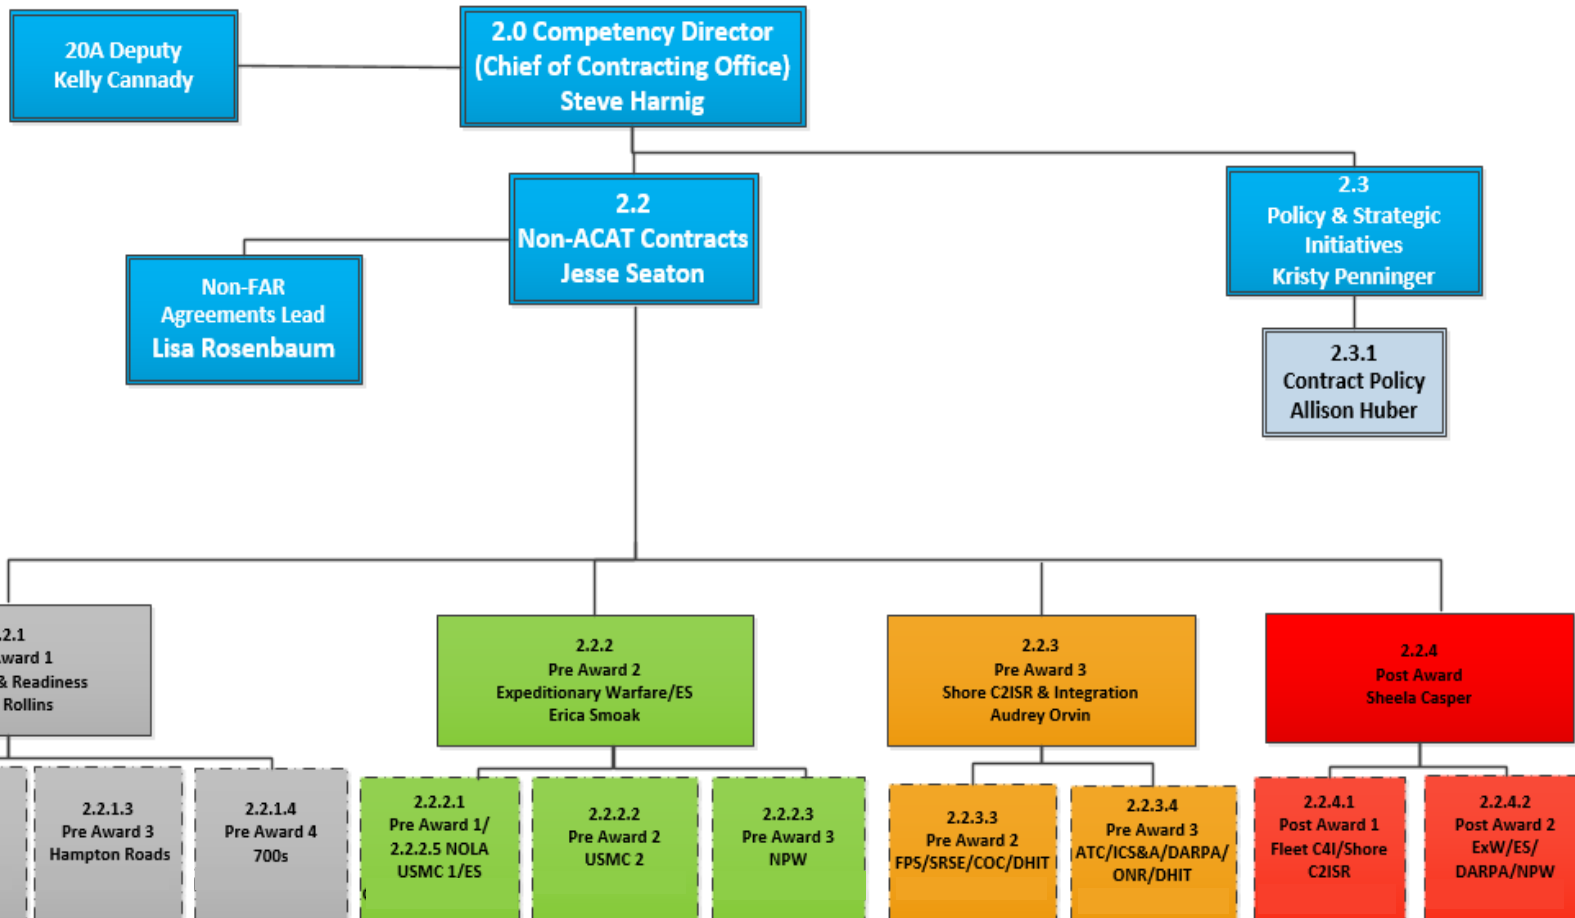 20A Deputy
Kelly Cannady
2.0 Competency Director
(Chief of Contracting Office)
Steve Harnig
2.2
Non-ACAT Contracts
Jesse Seaton
2.3
Policy & Strategic
Initiatives
Kristy Penninger
Non-FAR
Agreements Lead
Lisa Rosenbaum
2.3.1
Contract Policy
Allison Huber
.2.1
ward 1
& Readiness
Rollins
2.2.2
Pre Award 2
Expeditionary Warfare/ES
Erica Smoak
2.2.3
Pre Award 3
Shore C2ISR & Integration
Audrey Orvin
2.2.4
Post Award
Sheela Casper
2.2.1.3
Pre Award 3
Hampton Roads
2.2.1.4
Pre Award 4
700s
2.2.2.1
Pre Award 1/
2.2.2.5 NOLA
USMC 1/ES
2.2.2.2
Pre Award 2
USMC 2
2.2.2.3
Pre Award 3
NPW
2.2.3.3
Pre Award 2
FPS/SRSE/COC/DHIT
2.2.3.4
Pre Award 3
ATC/ICS&A/DARPA/
ONR/DHIT
2.2.4.1
Post Award 1
Fleet C4I/Shore
C2ISR
2.2.4.2
Post Award 2
ExW/ES/
DARPA/NPW